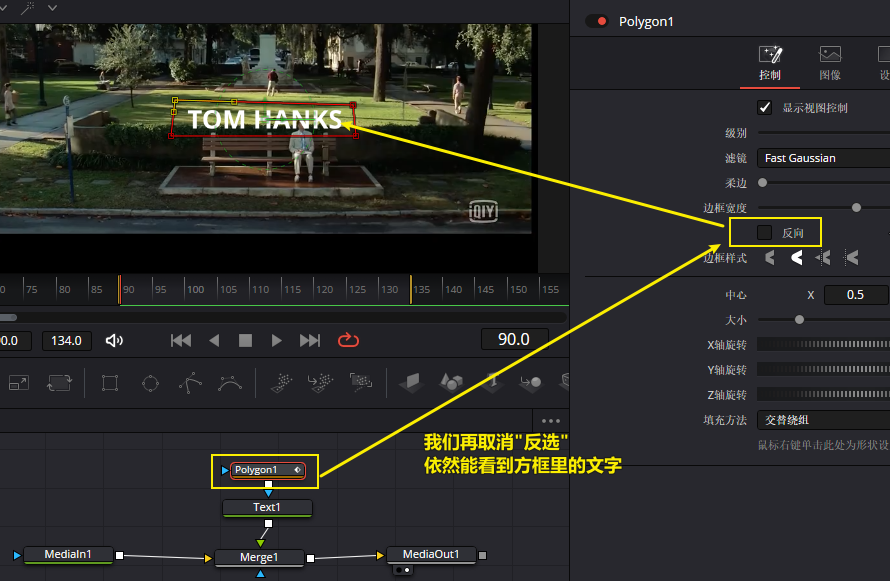 Polygon1
控制
图像
设
显示视图控制
级别
滤镜
Fast Gaussian
柔边
边框宽度
反向
边框样式
中心
X
0.5
大小
X轴旋转
Y轴旋转
Z轴旋转
填充方法
交替绕组
鼠标右键单击此处为形状设
TOM HANKS
iQIYI
0 75 80 85 90 95 100 105 110 115 120 125 130 135 140 145 150 155
0.0
134.0
90.0
我们再取消"反选"
依然能看到方框里的文字
Polygon1
Text1
MediaIn1
Merge1
MediaOut1